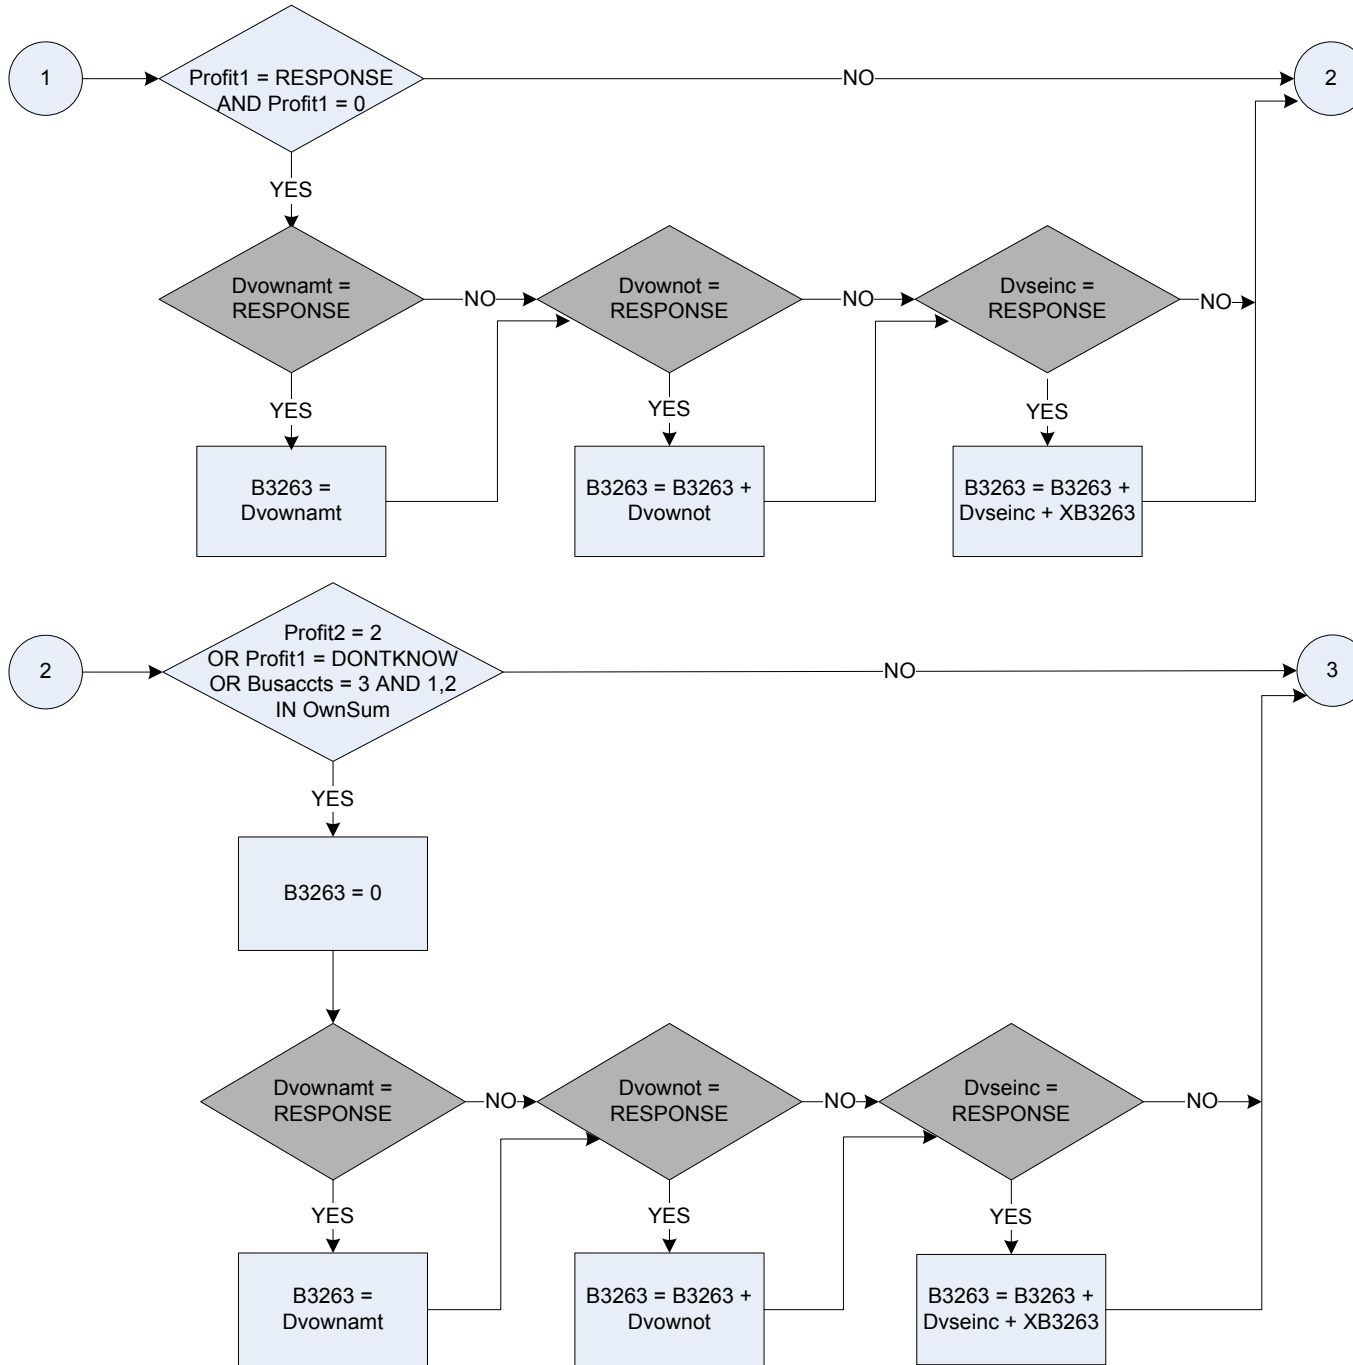 1
Profit1 = RESPONSE
AND Profit1 = 0
NO
2
YES
Dvownamt =
RESPONSE
NO
Dvownot =
RESPONSE
NO
Dvseinc =
RESPONSE
NO
YES
YES
YES
B3263 =
Dvownamt
B3263 = B3263 +
Dvownot
B3263 = B3263 +
Dvseinc + XB3263
2
Profit2 = 2
OR Profit1 = DONTKNOW
OR Busaccts = 3 AND 1,2
IN OwnSum
NO
3
YES
B3263 = 0
Dvownamt =
RESPONSE
NO
Dvownot =
RESPONSE
NO
Dvseinc =
RESPONSE
NO
YES
YES
YES
B3263 =
Dvownamt
B3263 = B3263 +
Dvownot
B3263 = B3263 +
Dvseinc + XB3263